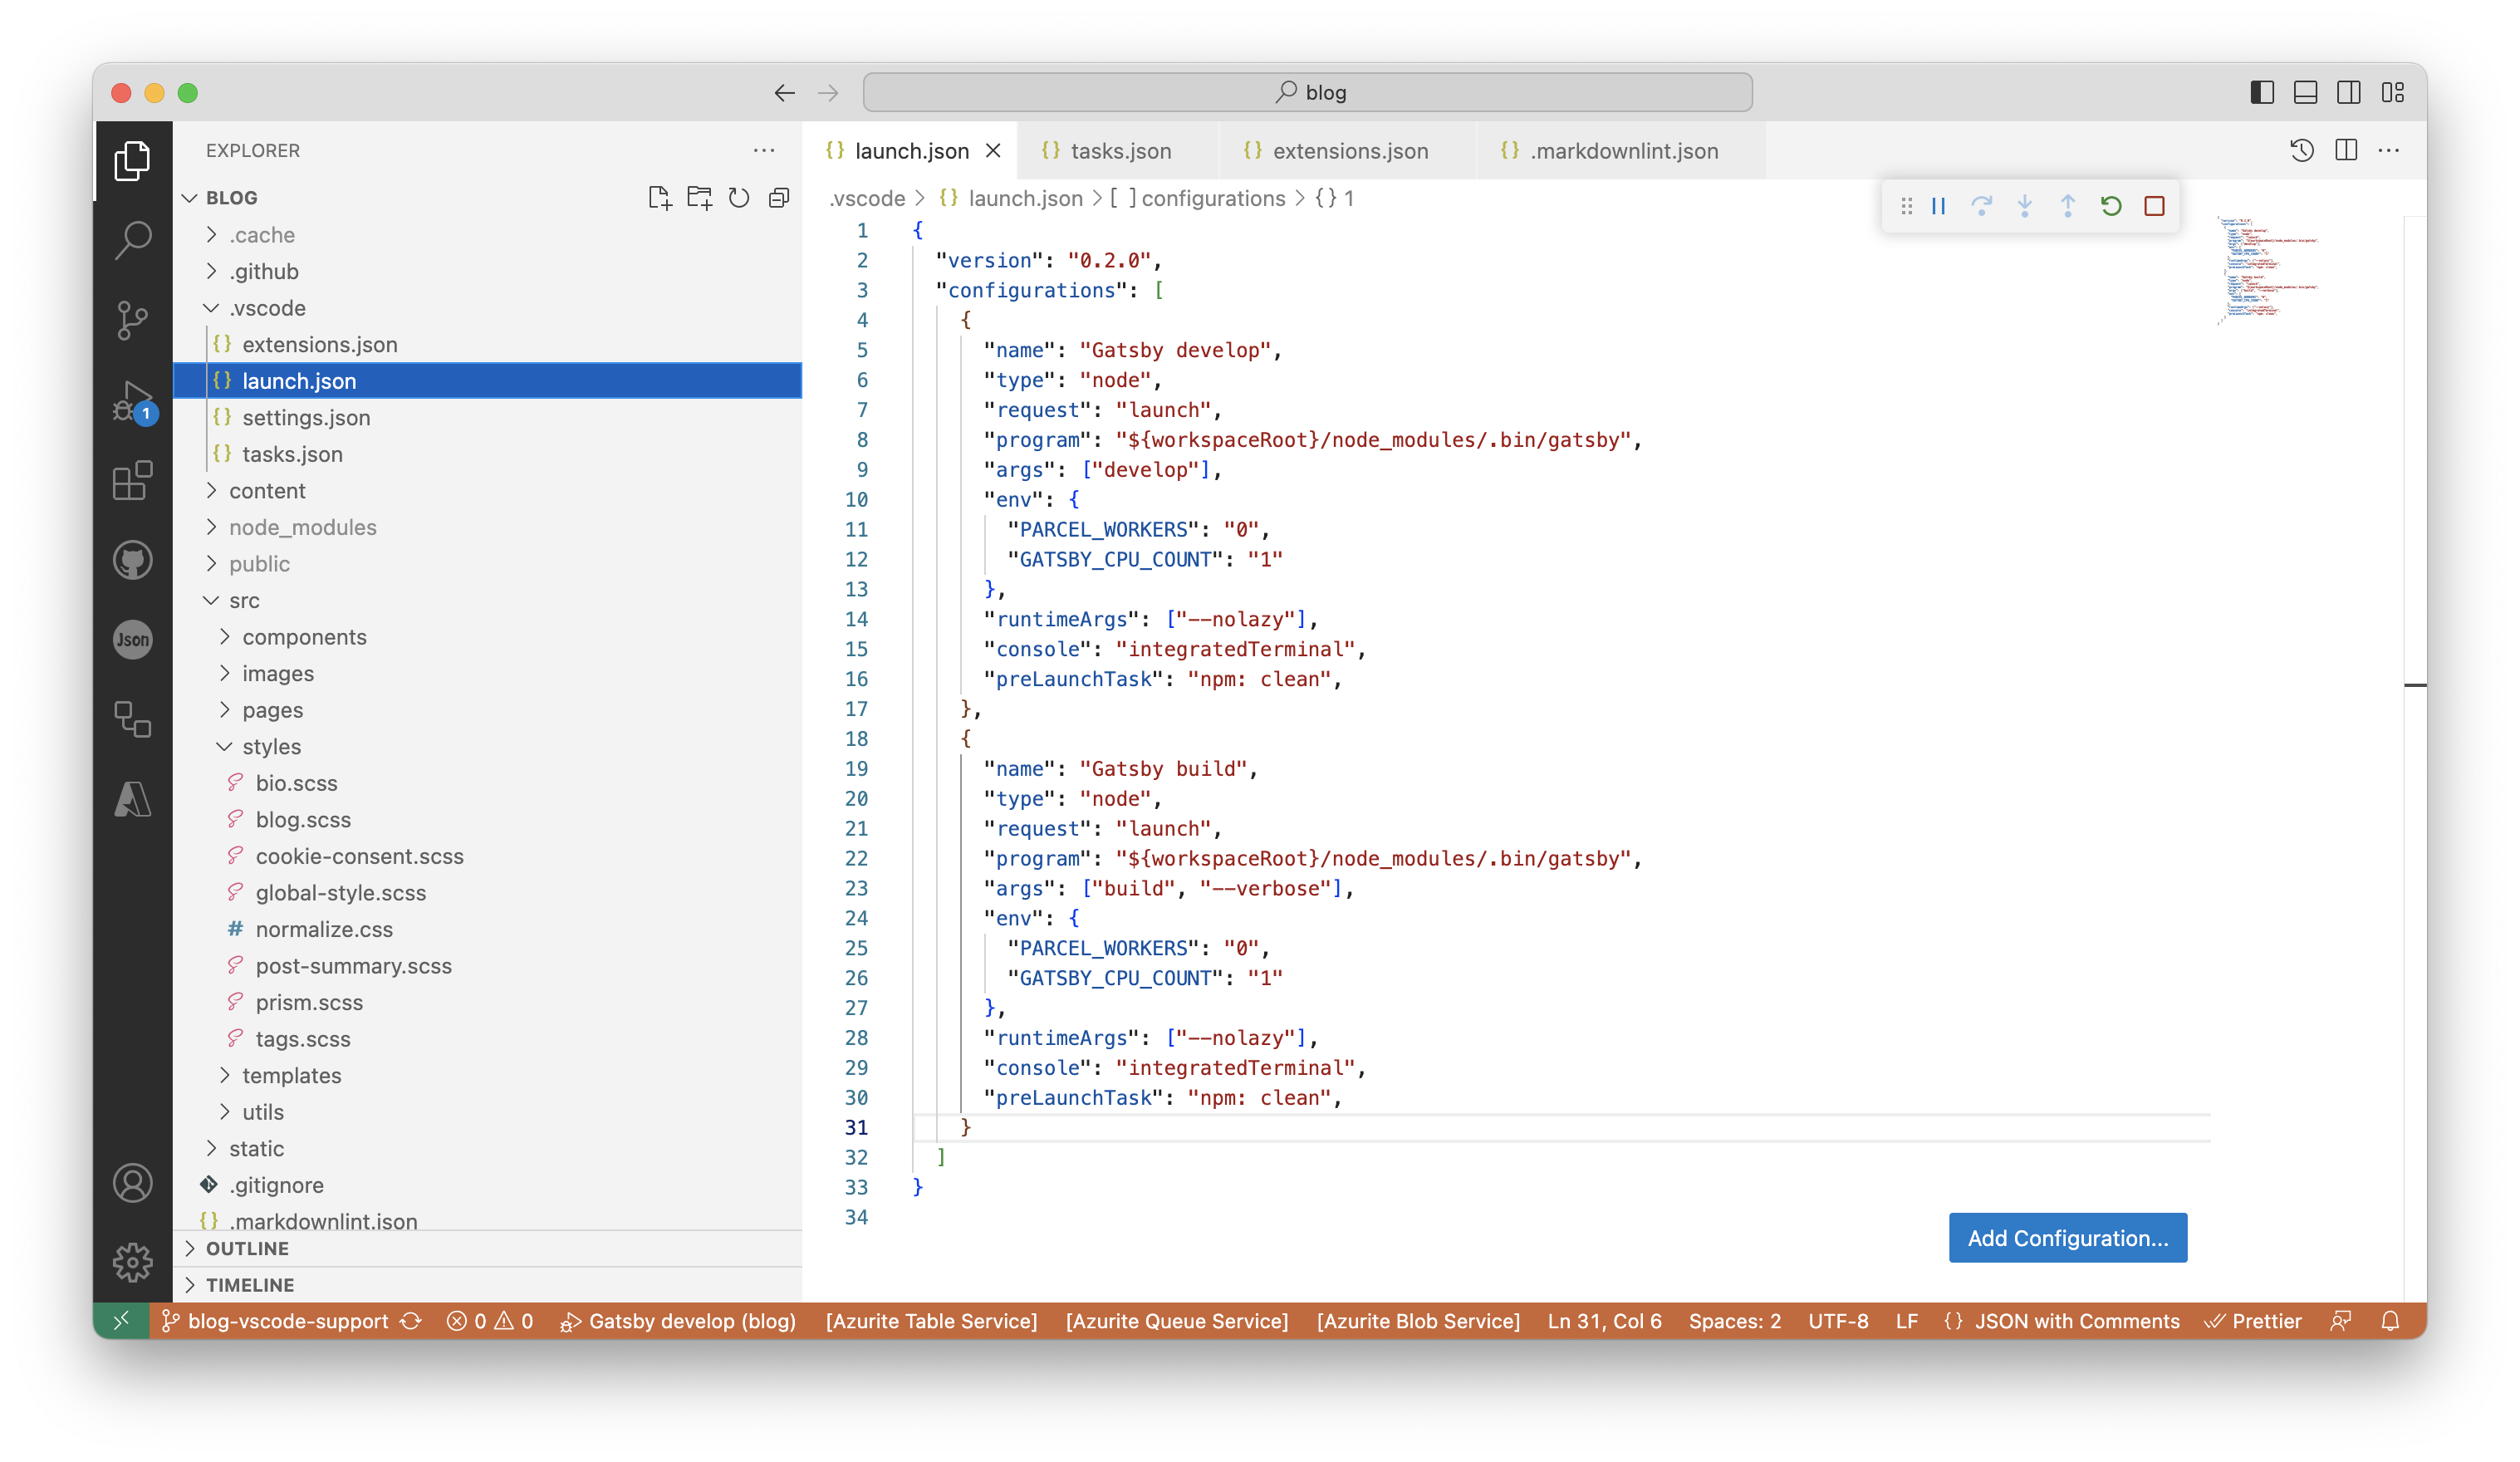 blog
EXPLORER
BLOG
.cache
.github
.vscode
{} extensions.json
{} launch.json
{} settings.json
{} tasks.json
content
node_modules
public
src
components
images
pages
styles
bio.scss
blog.scss
cookie-consent.scss
global-style.scss
# normalize.css
post-summary.scss
prism.scss
tags.scss
templates
utils
static
.gitignore
{} .markdownlint.json
OUTLINE
TIMELINE
1
Json
{} launch.json
{} tasks.json
{} extensions.json
{} .markdownlint.json
.vscode > {} launch.json > [ ] configurations > {} 1
1 {
2 "version": "0.2.0",
3 "configurations": [
4 {
5 "name": "Gatsby develop",
6 "type": "node",
7 "request": "launch",
8 "program": "${workspaceRoot}/node_modules/.bin/gatsby",
9 "args": ["develop"],
10 "env": {
11 "PARCEL_WORKERS": "0",
12 "GATSBY_CPU_COUNT": "1"
13 },
14 "runtimeArgs": ["--nolazy"],
15 "console": "integratedTerminal",
16 "preLaunchTask": "npm: clean",
17 },
18 {
19 "name": "Gatsby build",
20 "type": "node",
21 "request": "launch",
22 "program": "${workspaceRoot}/node_modules/.bin/gatsby",
23 "args": ["build", "--verbose"],
24 "env": {
25 "PARCEL_WORKERS": "0",
26 "GATSBY_CPU_COUNT": "1"
27 },
28 "runtimeArgs": ["--nolazy"],
29 "console": "integratedTerminal",
30 "preLaunchTask": "npm: clean",
31 }
32 ]
33 }
34
Add Configuration...
blog-vscode-support 0 0 Gatsby develop (blog) [Azurite Table Service] [Azurite Queue Service] [Azurite Blob Service] Ln 31, Col 6 Spaces: 2 UTF-8 LF {} JSON with Comments Prettier